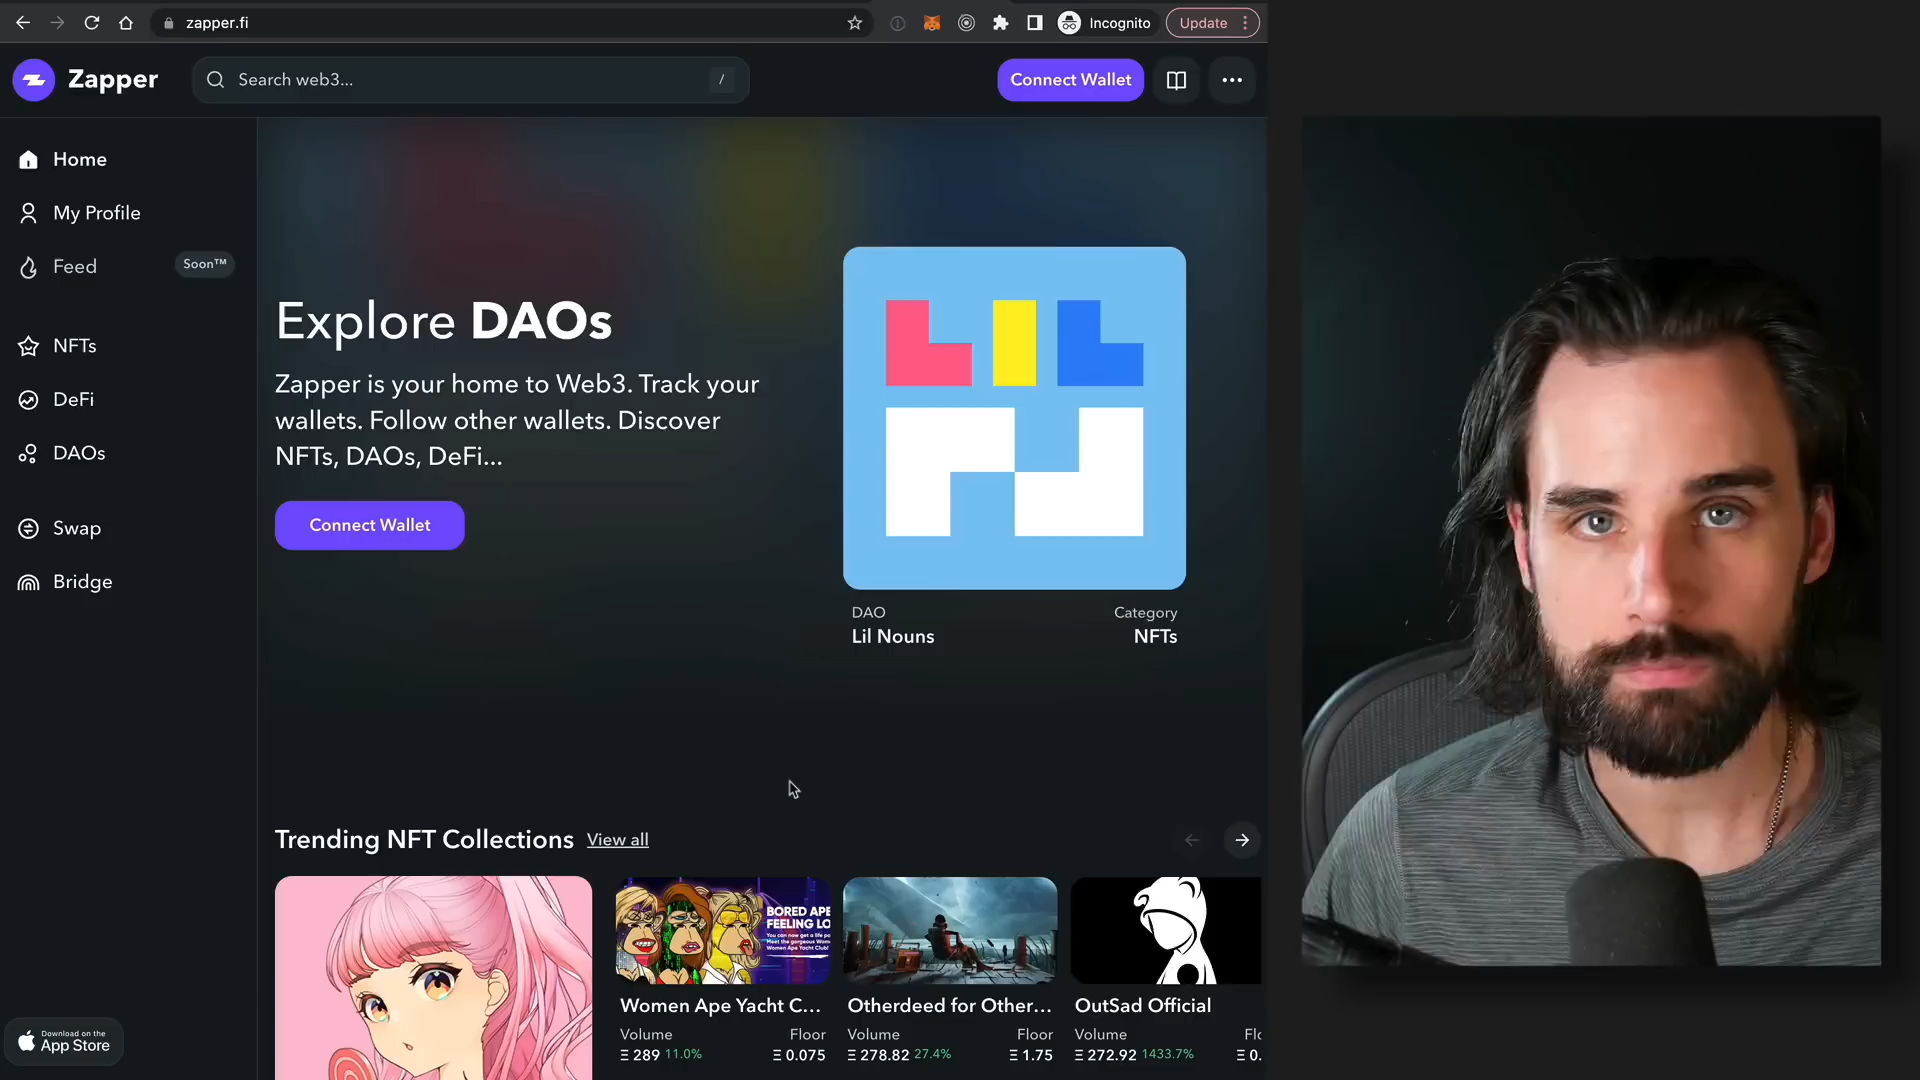 zapper.fi
Incognito
Update
Zapper
Search web3...
/
Connect Wallet
Home
My Profile
Feed
Soon™
NFTs
DeFi
DAOs
Swap
Bridge
Explore DAOs
Zapper is your home to Web3. Track your
wallets. Follow other wallets. Discover
NFTs, DAOs, DeFi...
Connect Wallet
DAO
Category
Lil Nouns
NFTs
Trending NFT Collections
View all
BORED APE
FEELING LO
Women Ape Yacht C...
Volume
Floor
Ξ 289 11.0%
Ξ 0.075
Otherdeed for Other...
Volume
Floor
Ξ 278.82 27.4%
Ξ 1.75
OutSad Official
Volume
Flo
Ξ 272.92 1433.7%
Ξ 0.
Download on the
App Store